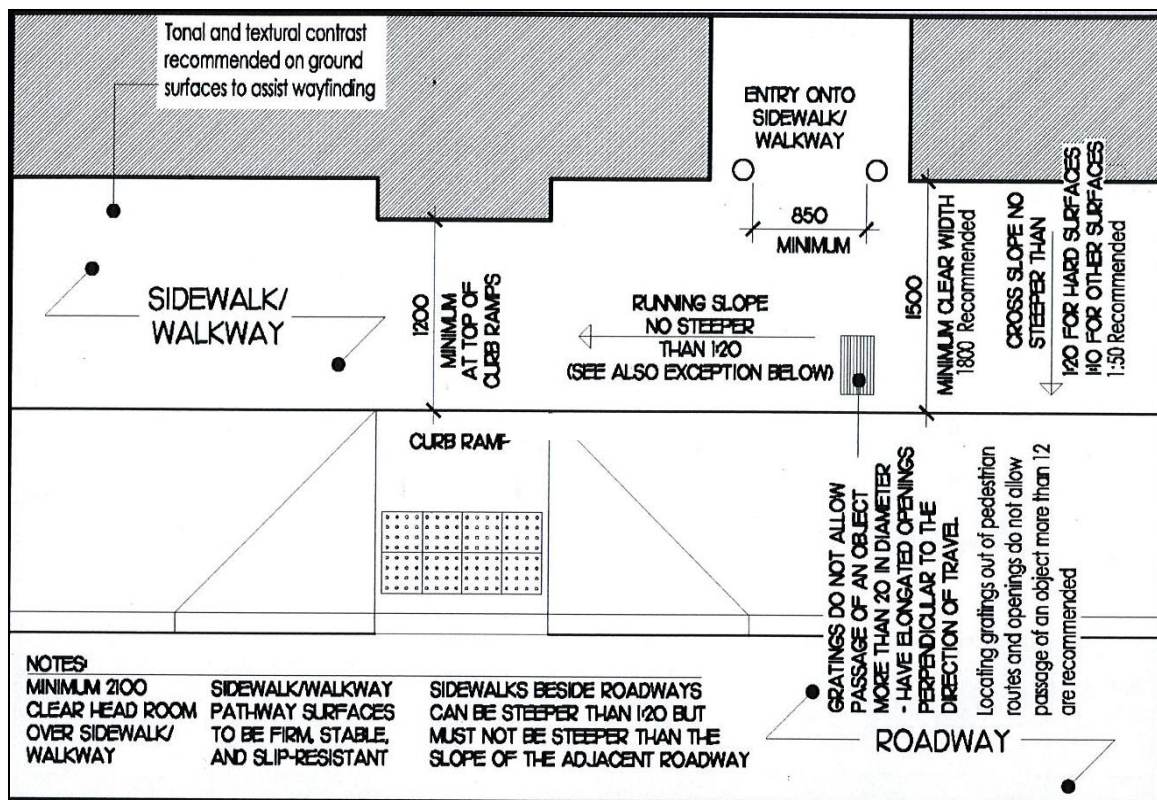 Tonal and textural contrast
recommended on ground
surfaces to assist wayfinding
ENTRY ONTO
SIDEWALK/
WALKWAY
850
MINIMUM
SIDEWALK/
WALKWAY
1200
MINIMUM
AT TOP OF
CURB RAMPS
RUNNING SLOPE
NO STEEPER
THAN 1:20
(SEE ALSO EXCEPTION BELOW)
1500
MINIMUM CLEAR WIDTH
1800 Recommended
CROSS SLOPE NO
STEEPER THAN
1:20 FOR HARD SURFACES
1:10 FOR OTHER SURFACES
1:50 Recommended
CURB RAMP
GRATINGS DO NOT ALLOW
PASSAGE OF AN OBJECT
MORE THAN 20 IN DIAMETER
- HAVE ELONGATED OPENINGS
PERPENDICULAR TO THE
DIRECTION OF TRAVEL
Locating gratings out of pedestrian
routes and openings do not allow
passage of an object more than 12
are recommended
ROADWAY
NOTES:
MINIMUM 2100
CLEAR HEAD ROOM
OVER SIDEWALK/
WALKWAY
SIDEWALK/WALKWAY
PATHWAY SURFACES
TO BE FIRM, STABLE,
AND SLIP-RESISTANT
SIDEWALKS BESIDE ROADWAYS
CAN BE STEEPER THAN 1:20 BUT
MUST NOT BE STEEPER THAN THE
SLOPE OF THE ADJACENT ROADWAY